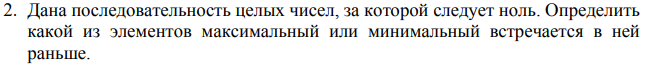 2. Дана последовательность целых чисел, за которой следует ноль. Определить
какой из элементов максимальный или минимальный встречается в ней
раньше.